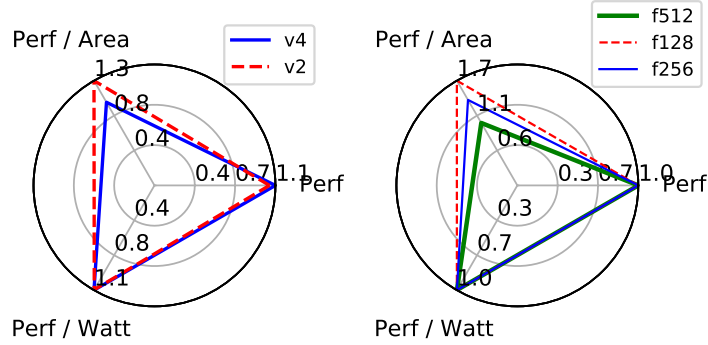 Perf / Area
v4
v2
1.3
0.8
0.4
0.4
0.7
1.1
Perf
0.4
0.8
1.1
Perf / Watt
Perf / Area
f512
f128
f256
1.7
1.1
0.6
0.3
0.7
1.0
Perf
0.3
0.7
1.0
Perf / Watt